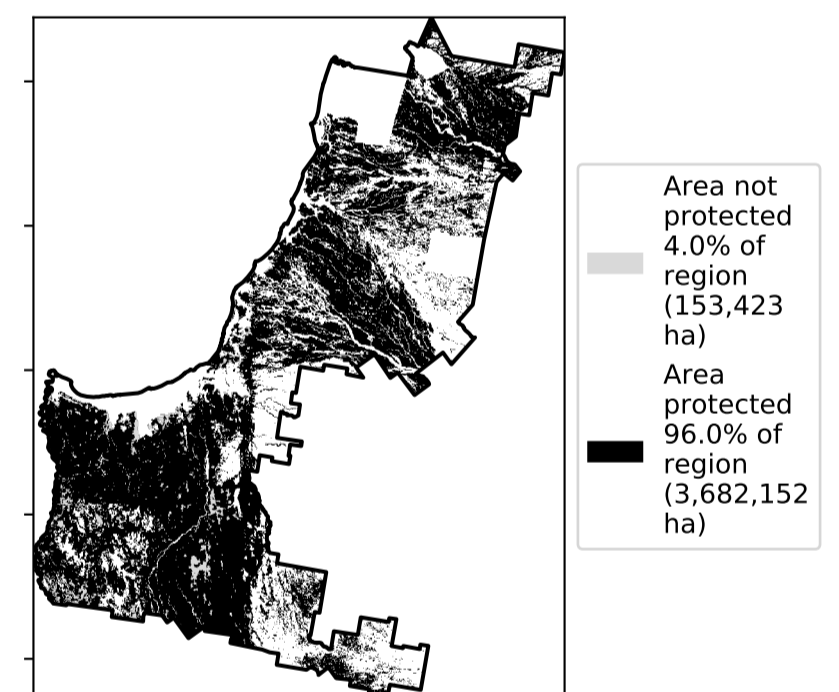 Area not
protected
4.0% of
region
(153,423
ha)
Area
protected
96.0% of
region
(3,682,152
ha)